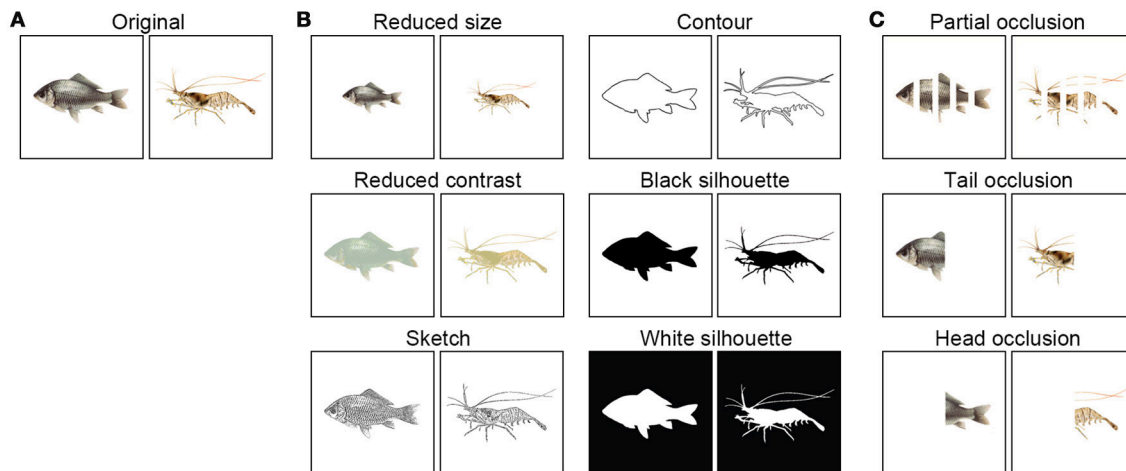 A
Original
B
Reduced size
Contour
Reduced contrast
Black silhouette
Sketch
White silhouette
C
Partial occlusion
Tail occlusion
Head occlusion